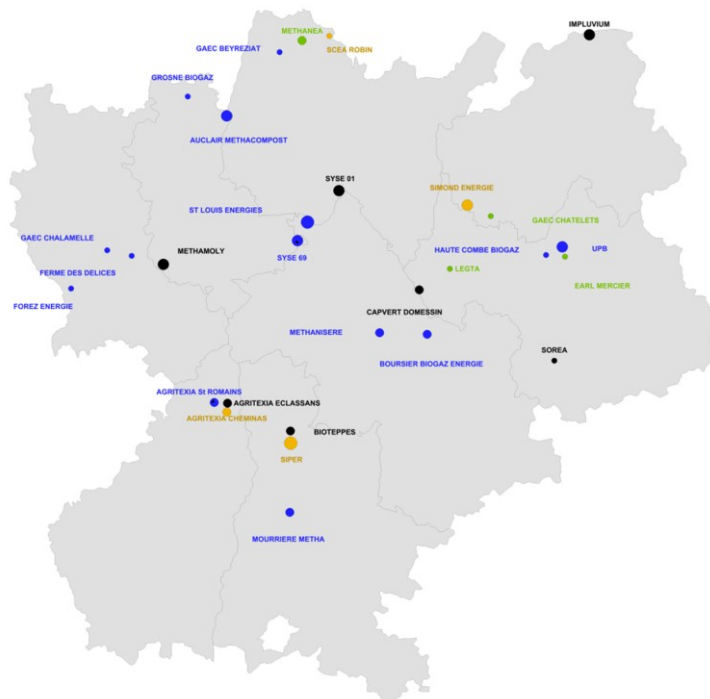 IMPLUVIUM
METHANEA
GAEC BEYREZIAT
SCEA ROBIN
GROSNE BIOGAZ
AUCLAIR METHACOMPOST
SYSE 01
SIMOND ENERGIE
ST LOUIS ENERGIES
GAEC CHATELETS
GAEC CHALAMELLE
METHAMOLY
SYSE 69
HAUTE COMBE BIOGAZ
UPB
FERME DES DELICES
LEGTA
EARL MERCIER
FOREZ ENERGIE
CAPVERT DOMESSIN
METHANISERE
SOREA
BOURSIER BIOGAZ ENERGIE
AGRITEXIA St ROMAINS
AGRITEXIA ECLASSANS
AGRITEXIA CHEMINAS
BIOTEPPES
SIPER
MOURRIERE METHA